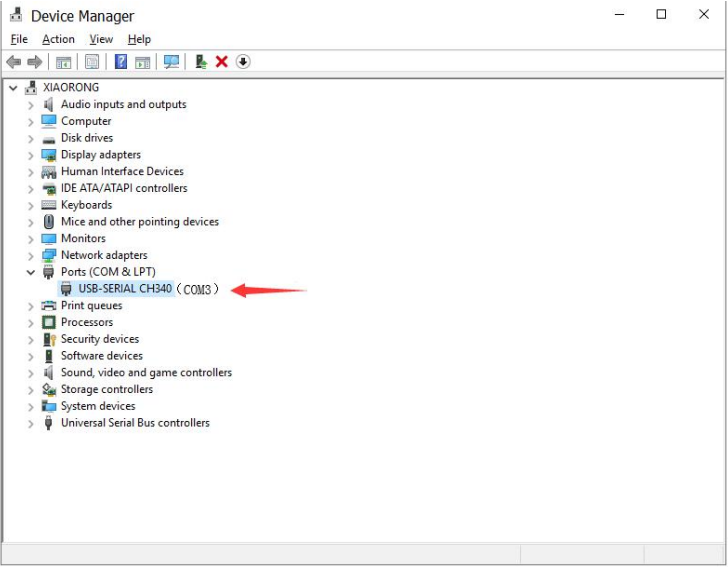 Device Manager
File Action View Help
XIAORONG
Audio inputs and outputs
Computer
Disk drives
Display adapters
Human Interface Devices
IDE ATA/ATAPI controllers
Keyboards
Mice and other pointing devices
Monitors
Network adapters
Ports (COM & LPT)
USB-SERIAL CH340（COM3）
Print queues
Processors
Security devices
Software devices
Sound, video and game controllers
Storage controllers
System devices
Universal Serial Bus controllers